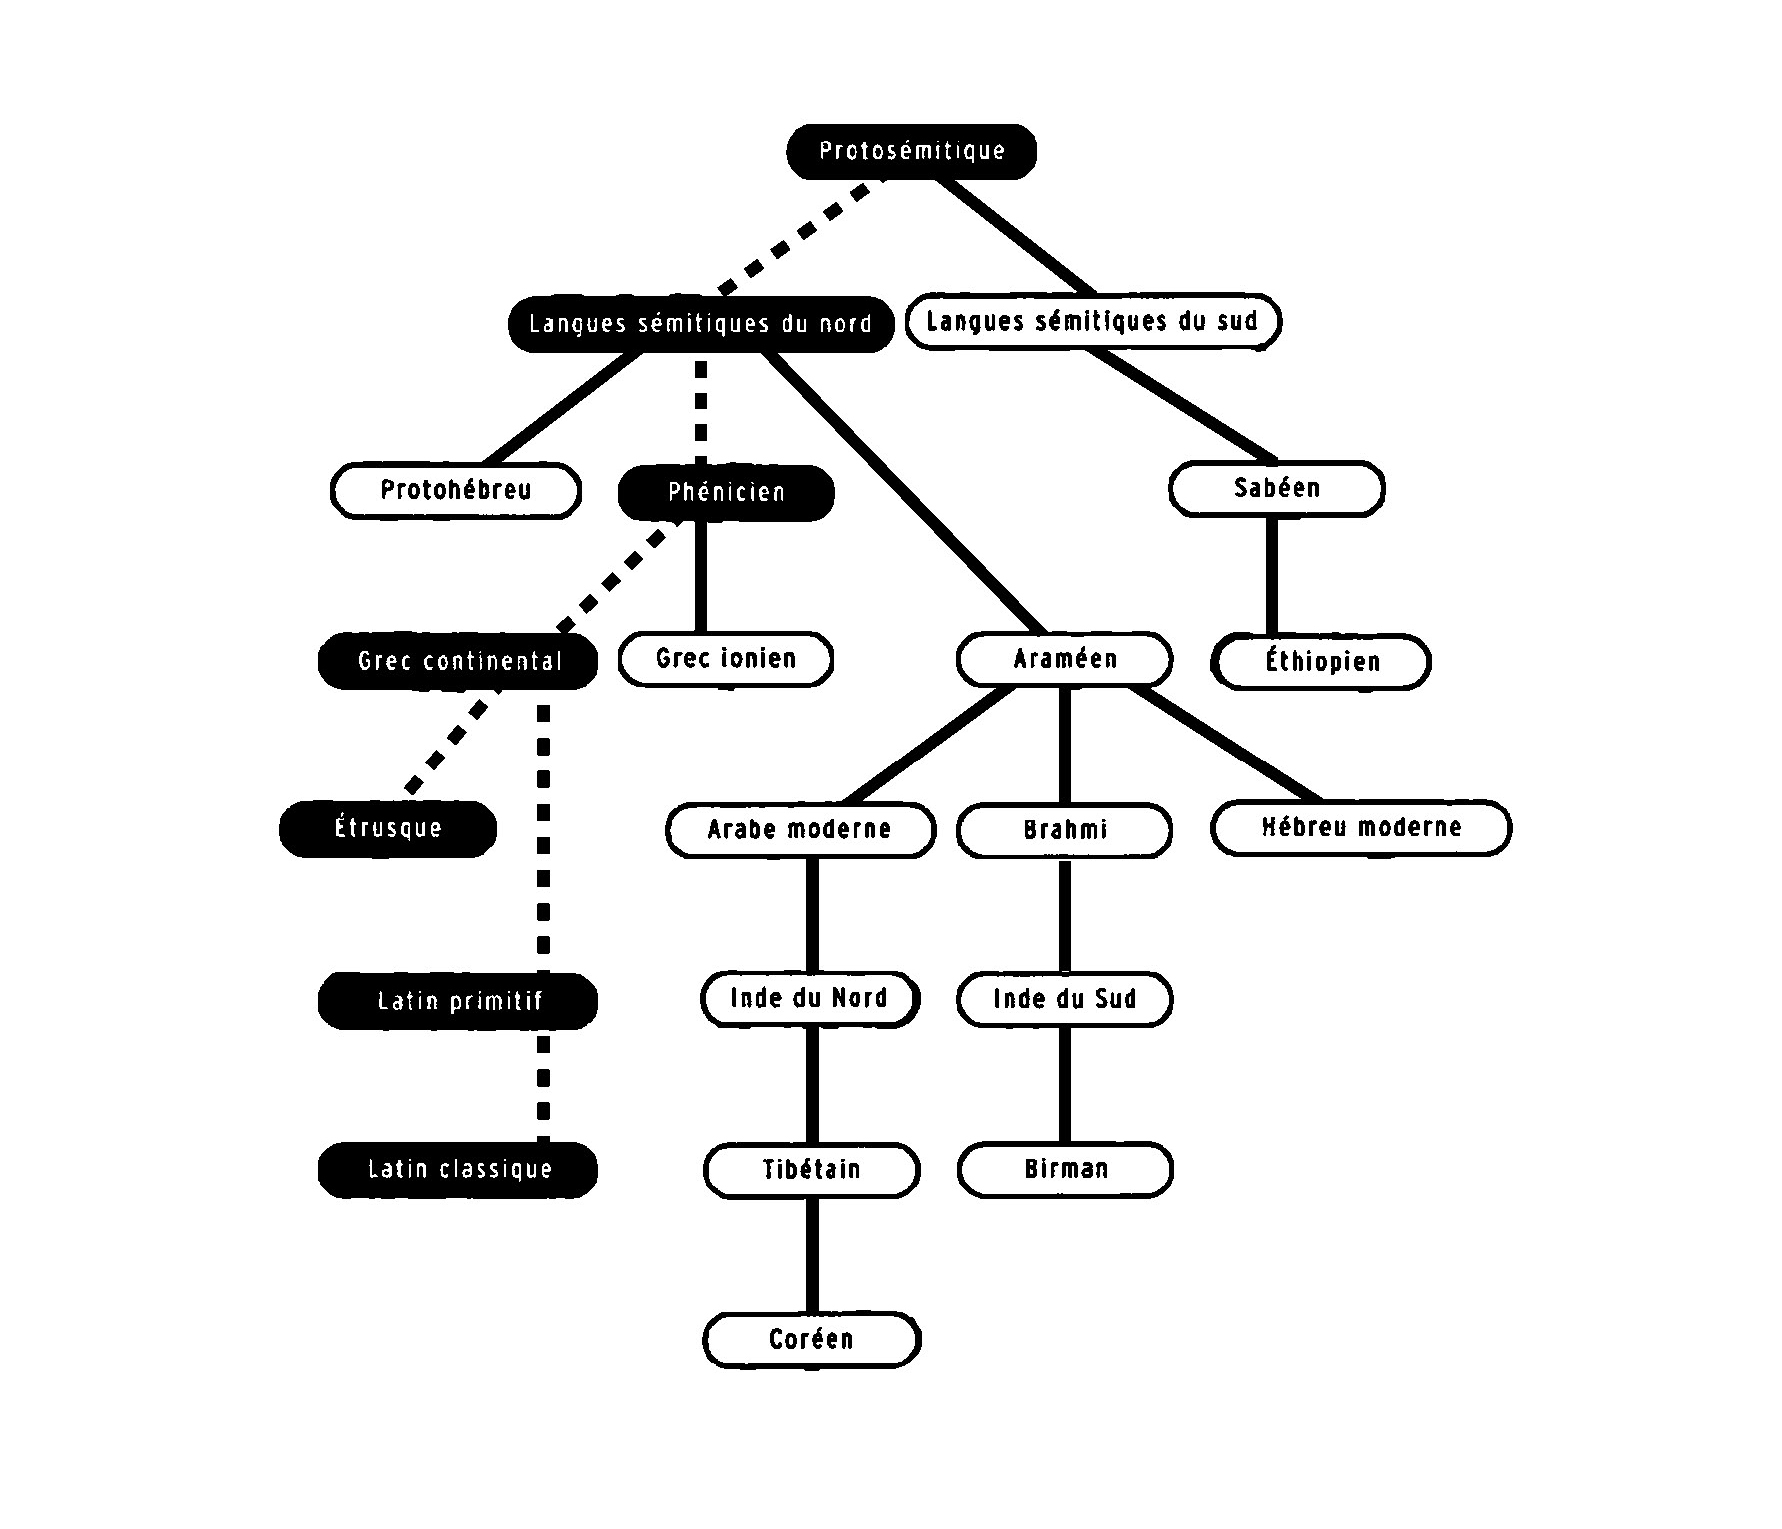 Protosémitique
Langues sémitiques du nord
Langues sémitiques du sud
Protohébreu
Phénicien
Sabéen
Grec continental
Grec ionien
Araméen
Éthiopien
Étrusque
Arabe moderne
Brahmi
Hébreu moderne
Latin primitif
Inde du Nord
Inde du Sud
Latin classique
Tibétain
Birman
Coréen